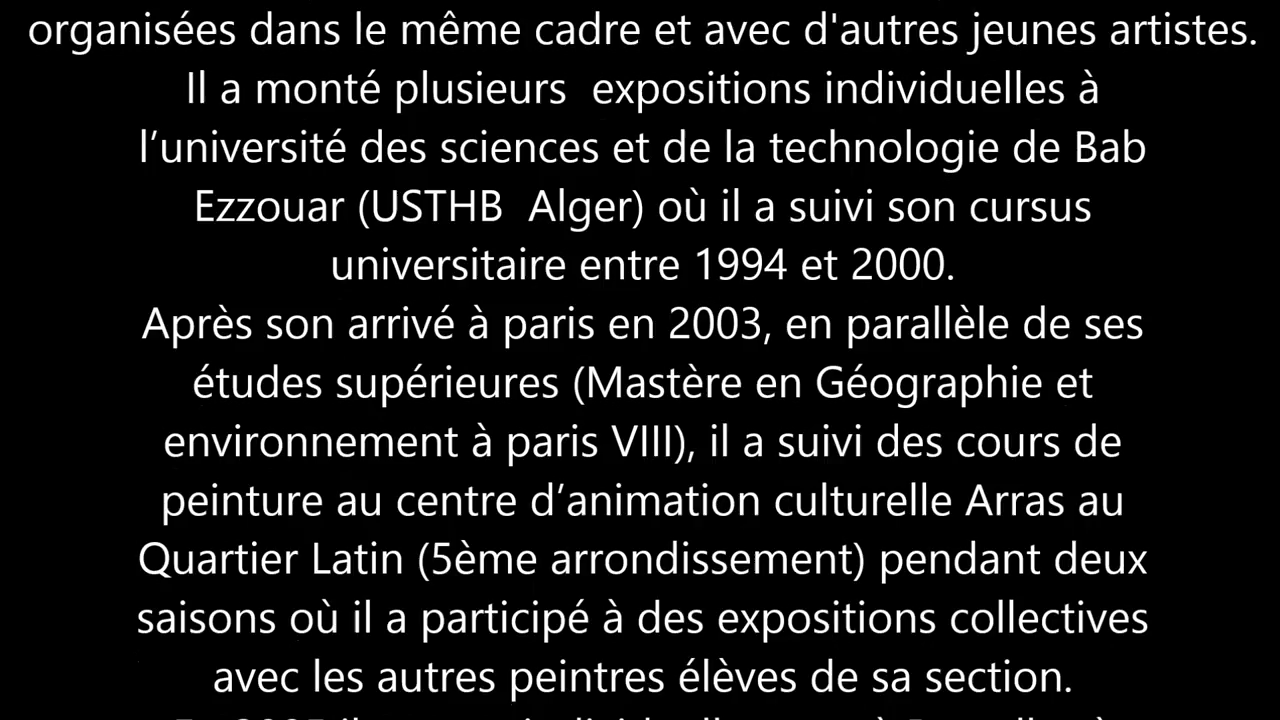 organisées dans le même cadre et avec d'autres jeunes artistes.
Il a monté plusieurs  expositions individuelles à
l’université des sciences et de la technologie de Bab
Ezzouar (USTHB  Alger) où il a suivi son cursus
universitaire entre 1994 et 2000.
Après son arrivé à paris en 2003, en parallèle de ses
études supérieures (Mastère en Géographie et
environnement à paris VIII), il a suivi des cours de
peinture au centre d’animation culturelle Arras au
Quartier Latin (5ème arrondissement) pendant deux
saisons où il a participé à des expositions collectives
avec les autres peintres élèves de sa section.